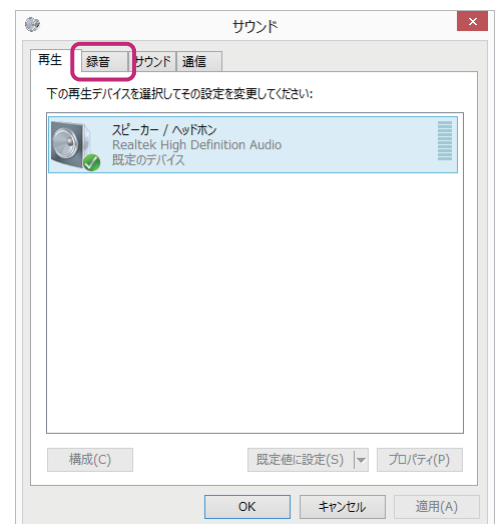 サウンド
再生 録音 サウンド 通信
下の再生デバイスを選択してその設定を変更してください:
スピーカー / ヘッドホン
Realtek High Definition Audio
既定のデバイス
構成(C) 既定値に設定(S) プロパティ(P)
OK キャンセル 適用(A)